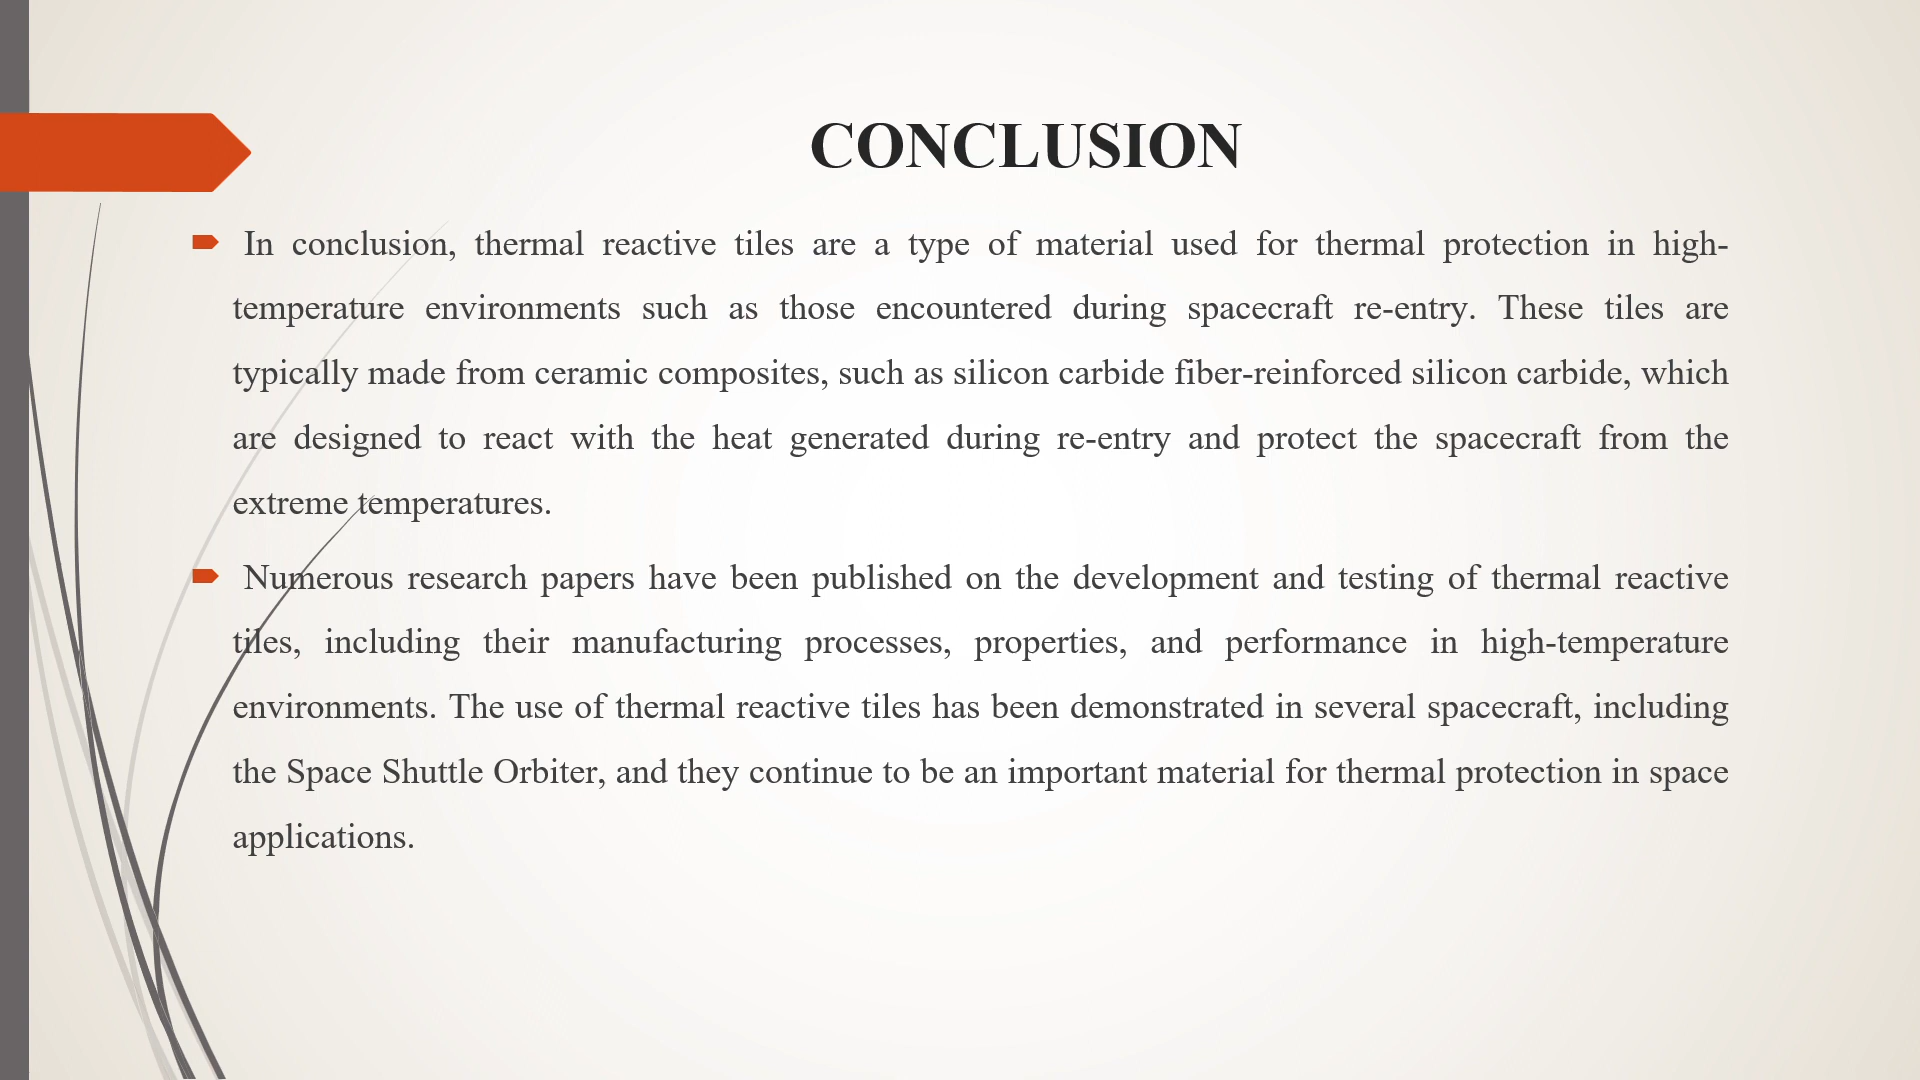 CONCLUSION
In conclusion, thermal reactive tiles are a type of material used for thermal protection in high-
temperature environments such as those encountered during spacecraft re-entry. These tiles are
typically made from ceramic composites, such as silicon carbide fiber-reinforced silicon carbide, which
are designed to react with the heat generated during re-entry and protect the spacecraft from the
extreme temperatures.
Numerous research papers have been published on the development and testing of thermal reactive
tiles, including their manufacturing processes, properties, and performance in high-temperature
environments. The use of thermal reactive tiles has been demonstrated in several spacecraft, including
the Space Shuttle Orbiter, and they continue to be an important material for thermal protection in space
applications.